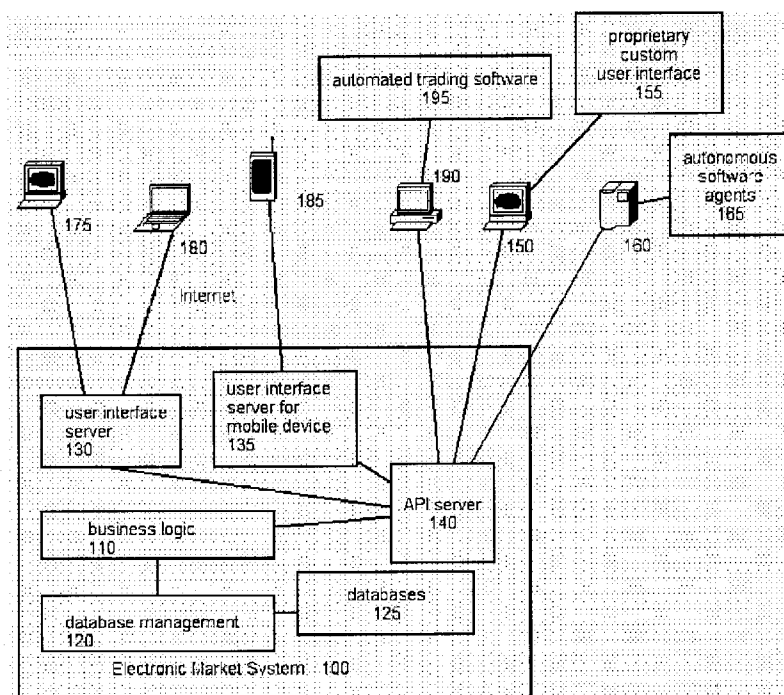 proprietary
custom
user interface
155
automated trading software
195
autonomous
software
agents
165
175
180
185
190
150
160
Internet
user interface
server
130
user interface
server for
mobile device
135
API server
140
business logic
110
database management
120
databases
125
Electronic Market System 100